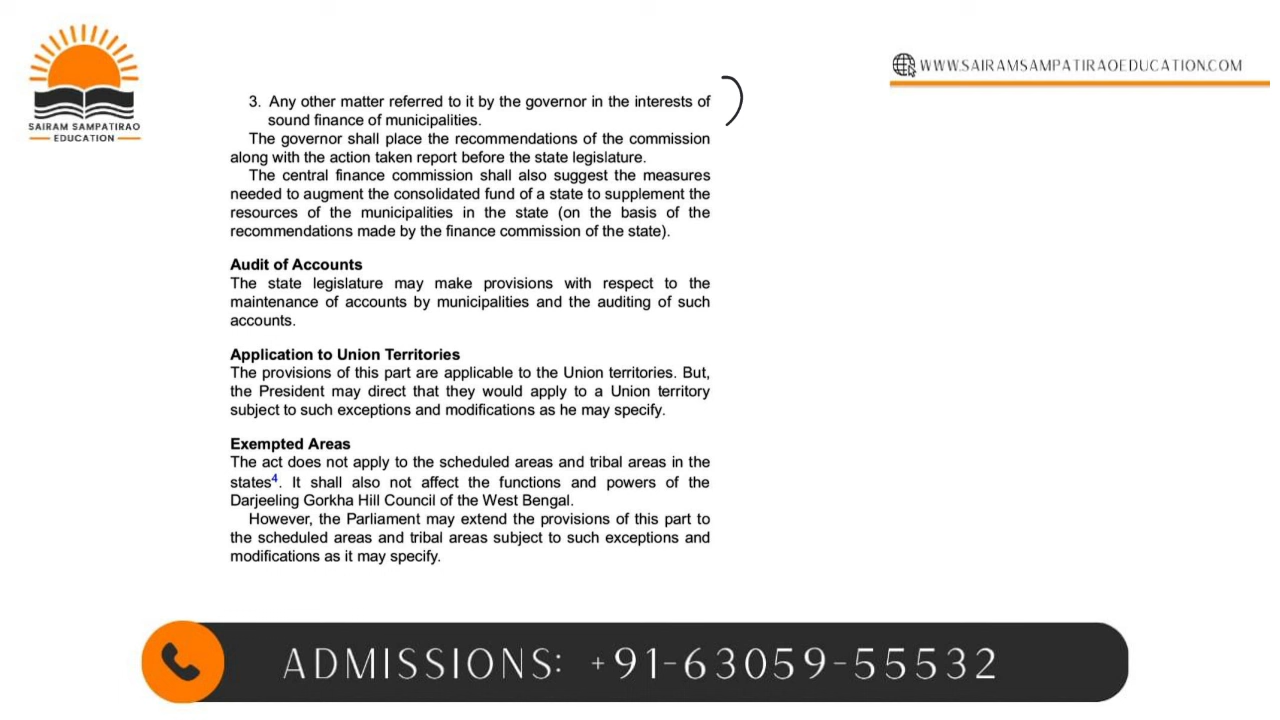 SAIRAM SAMPATIRAO
EDUCATION
WWW.SAIRAMSAMPATIRAOEDUCATION.COM
3. Any other matter referred to it by the governor in the interests of
sound finance of municipalities.
The governor shall place the recommendations of the commission
along with the action taken report before the state legislature.
The central finance commission shall also suggest the measures
needed to augment the consolidated fund of a state to supplement the
resources of the municipalities in the state (on the basis of the
recommendations made by the finance commission of the state).
Audit of Accounts
The state legislature may make provisions with respect to the
maintenance of accounts by municipalities and the auditing of such
accounts.
Application to Union Territories
The provisions of this part are applicable to the Union territories. But,
the President may direct that they would apply to a Union territory
subject to such exceptions and modifications as he may specify.
Exempted Areas
The act does not apply to the scheduled areas and tribal areas in the
states4. It shall also not affect the functions and powers of the
Darjeeling Gorkha Hill Council of the West Bengal.
However, the Parliament may extend the provisions of this part to
the scheduled areas and tribal areas subject to such exceptions and
modifications as it may specify.
ADMISSIONS: +91-63059-55532